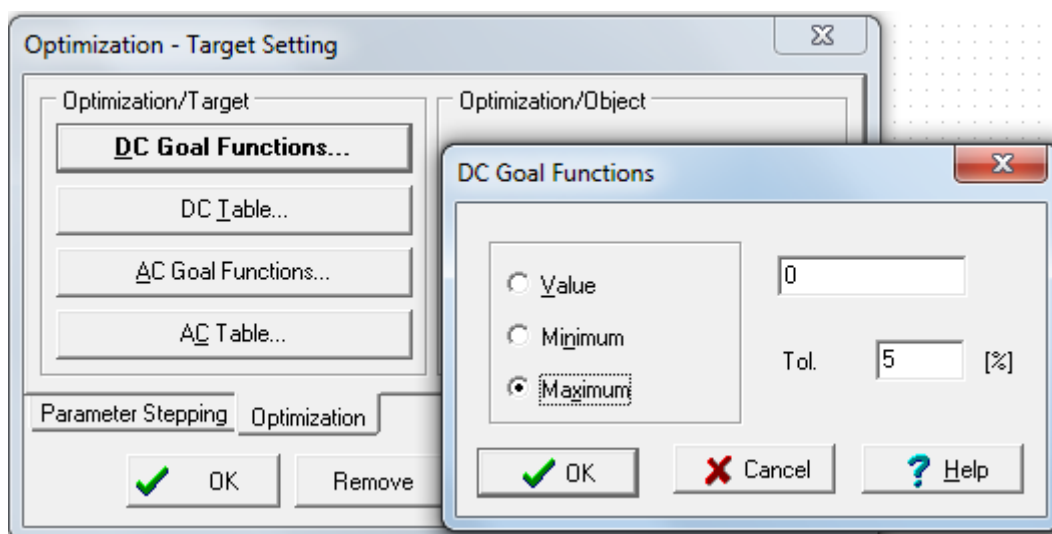 Optimization - Target Setting
Optimization/Target
DC Goal Functions...
DC Table...
AC Goal Functions...
AC Table...
Parameter Stepping
Optimization
OK
Remove
Optimization/Object
DC Goal Functions
Value
Minimum
Maximum
0
Tol.
5
[%]
OK
Cancel
? Help